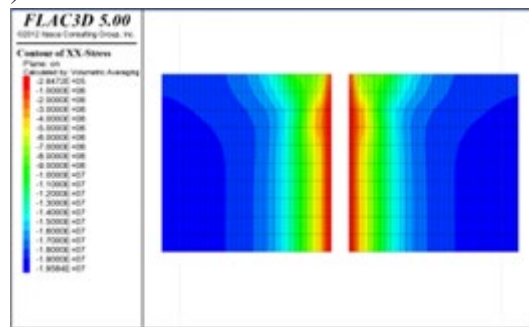 )
FLAC3D 5.00
©2012 Itasca Consulting Group, Inc.
Contour of XX-Stress
Plane: on
Calculated by: Volumetric Averaging
-1.0000E+06
-2.0000E+06
-3.0000E+06
-4.0000E+06
-5.0000E+06
-6.0000E+06
-7.0000E+06
-8.0000E+06
-9.0000E+06
-1.0000E+07
-1.1000E+07
-1.2000E+07
-1.3000E+07
-1.4000E+07
-1.5000E+07
-1.6000E+07
-1.7000E+07
-1.8000E+07
-1.9000E+07
-1.9584E+07